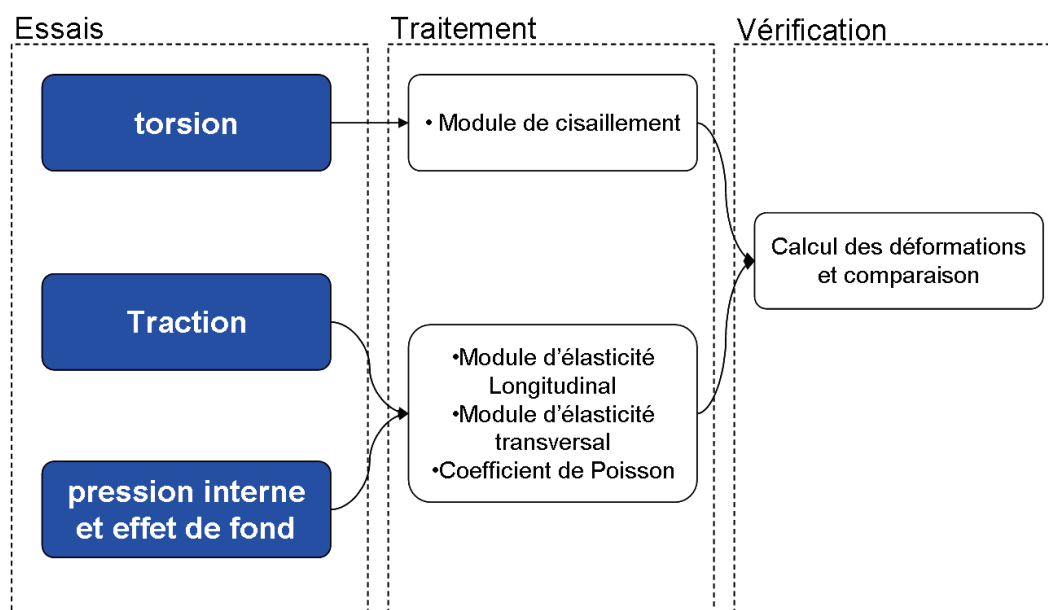 Essais
Traitement
Vérification
torsion
• Module de cisaillement
Traction
Calcul des déformations
et comparaison
•Module d'élasticité
Longitudinal
•Module d'élasticité
transversal
•Coefficient de Poisson
pression interne
et effet de fond